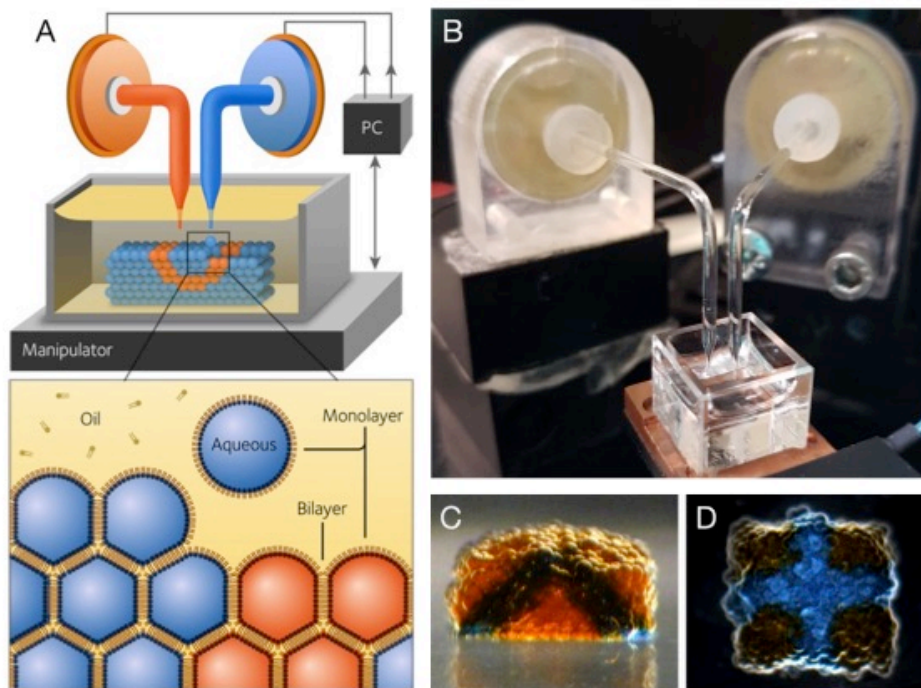 A
PC
Manipulator
Oil
Monolayer
Aqueous
Bilayer
B
C
D